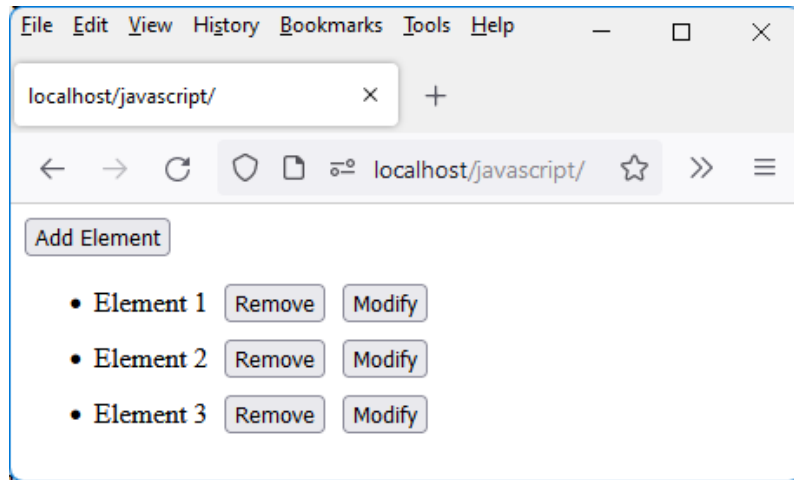 File Edit View History Bookmarks Tools Help
localhost/javascript/
localhost/javascript/
Add Element
• Element 1 Remove Modify
• Element 2 Remove Modify
• Element 3 Remove Modify